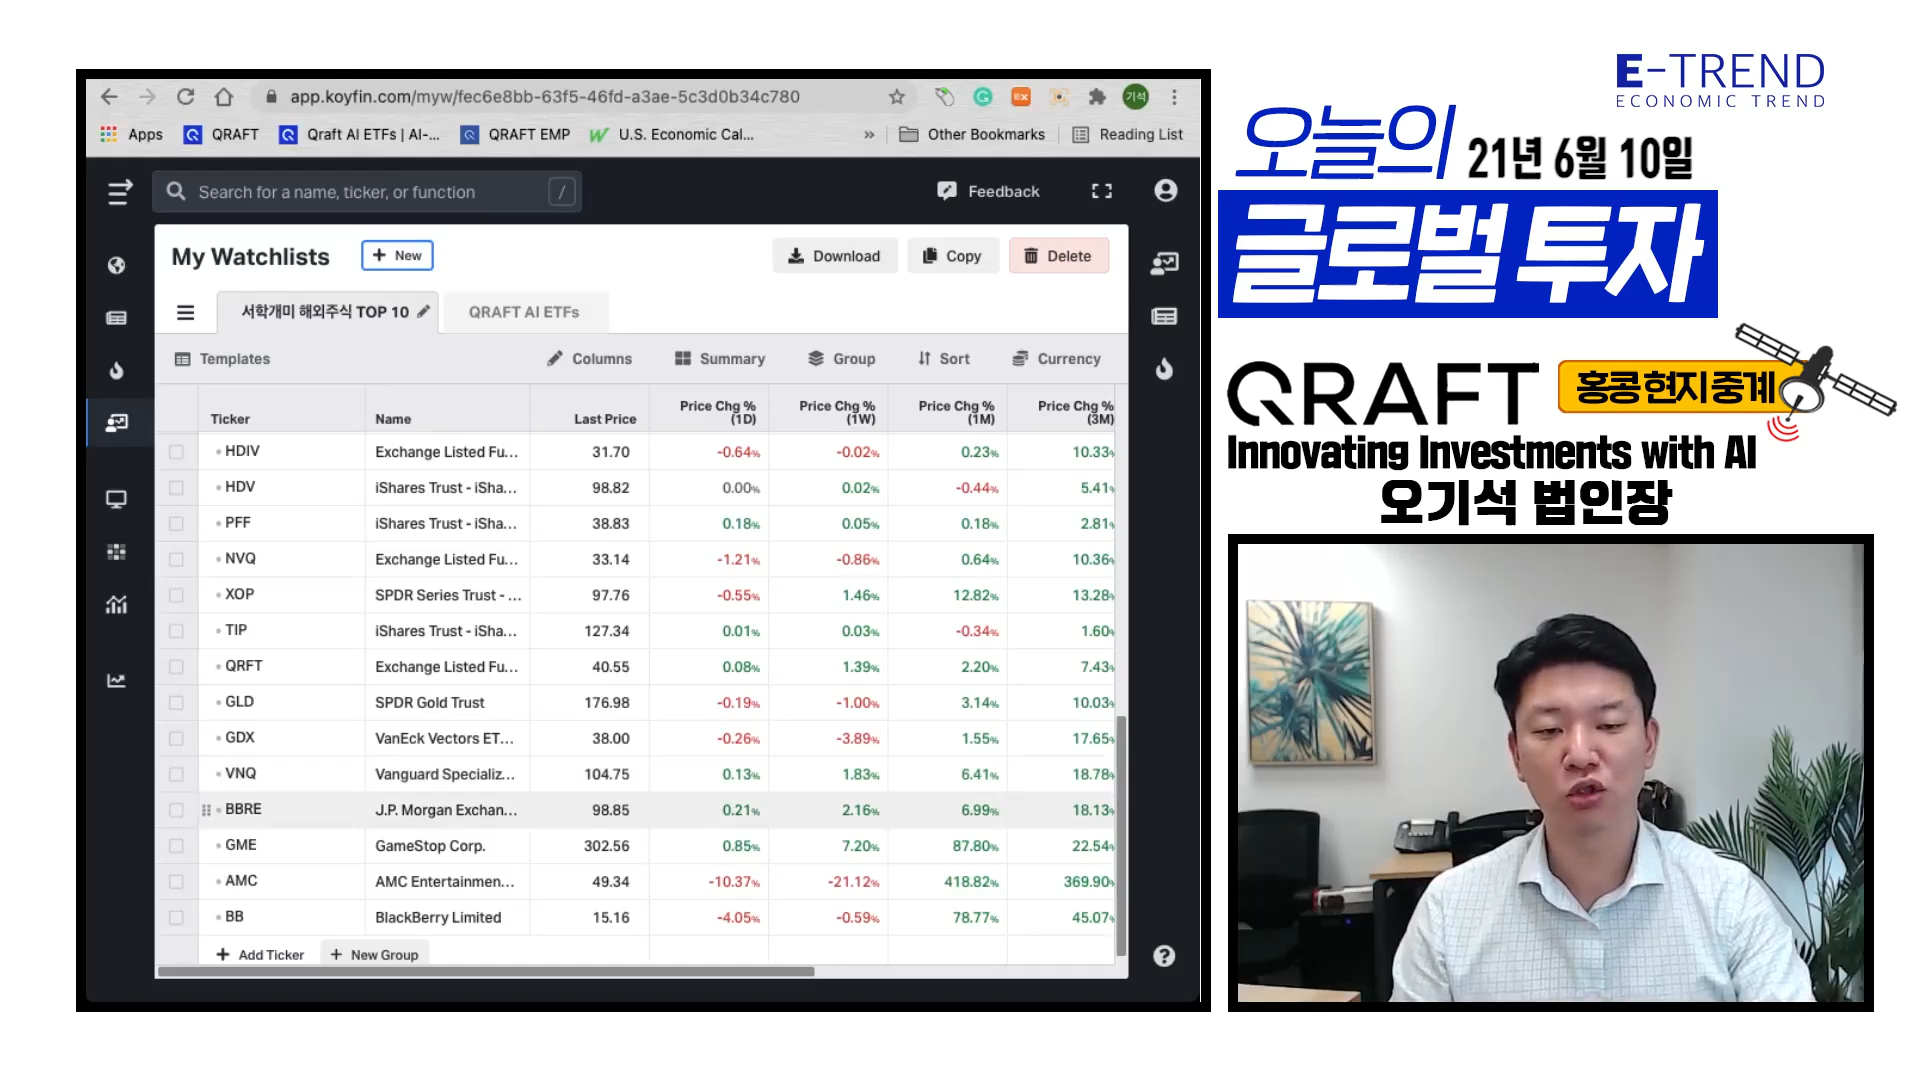 E-TREND
ECONOMIC TREND
오늘의 21년 6월 10일
글로벌 투자
QRAFT 홍콩 현지 중계
Innovating Investments with AI
오기석 법인장
app.koyfin.com/myw/fec6e8bb-63f5-46fd-a3ae-5c3d0b34c780 기석
Apps QRAFT Qraft AI ETFs | AI-... QRAFT EMP U.S. Economic Cal... » Other Bookmarks Reading List
Search for a name, ticker, or function / Feedback
My Watchlists + New Download Copy Delete
서학개미 해외주식 TOP 10 QRAFT AI ETFs
Templates Columns Summary Group Sort Currency
Ticker Name Last Price Price Chg % (1D) Price Chg % (1W) Price Chg % (1M) Price Chg % (3M)
HDIV Exchange Listed Fu... 31.70 -0.64% -0.02% 0.23% 10.33%
HDV iShares Trust - iSha... 98.82 0.00% 0.02% -0.44% 5.41%
PFF iShares Trust - iSha... 38.83 0.18% 0.05% 0.18% 2.81%
NVQ Exchange Listed Fu... 33.14 -1.21% -0.86% 0.64% 10.36%
XOP SPDR Series Trust - ... 97.76 -0.55% 1.46% 12.82% 13.28%
TIP iShares Trust - iSha... 127.34 0.01% 0.03% -0.34% 1.60%
QRFT Exchange Listed Fu... 40.55 0.08% 1.39% 2.20% 7.43%
GLD SPDR Gold Trust 176.98 -0.19% -1.00% 3.14% 10.03%
GDX VanEck Vectors ET... 38.00 -0.26% -3.89% 1.55% 17.65%
VNQ Vanguard Specializ... 104.75 0.13% 1.83% 6.41% 18.78%
BBRE J.P. Morgan Exchan... 98.85 0.21% 2.16% 6.99% 18.13%
GME GameStop Corp. 302.56 0.85% 7.20% 87.80% 22.54%
AMC AMC Entertainmen... 49.34 -10.37% -21.12% 418.82% 369.90%
BB BlackBerry Limited 15.16 -4.05% -0.59% 78.77% 45.07%
+ Add Ticker + New Group